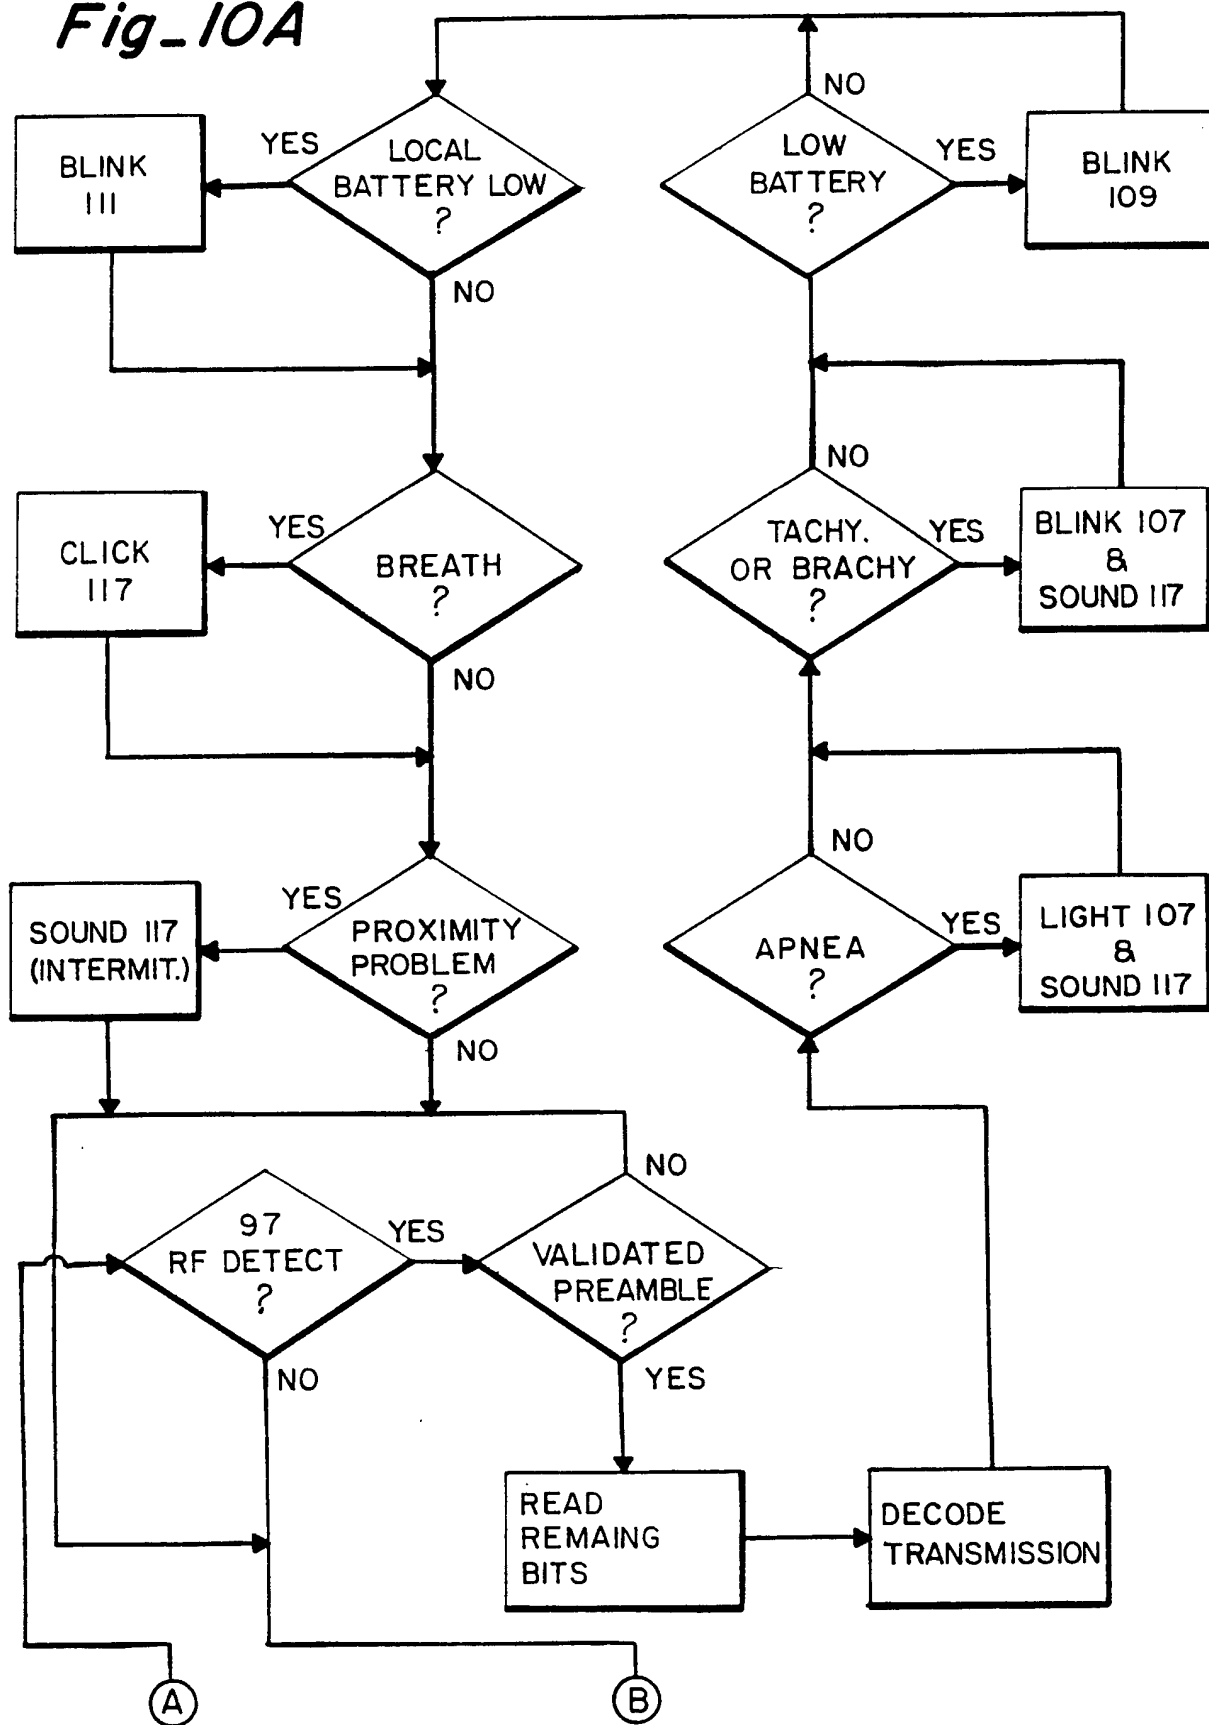 Fig_10A
NO
YES
LOCAL
BATTERY LOW
?
BLINK
111
NO
LOW
BATTERY
?
YES
BLINK
109
YES
BREATH
?
CLICK
117
NO
NO
TACHY.
OR BRACHY
?
YES
BLINK 107
&
SOUND 117
YES
PROXIMITY
PROBLEM
?
SOUND 117
(INTERMIT.)
NO
NO
APNEA
?
YES
LIGHT 107
&
SOUND 117
97
RF DETECT
?
YES
NO
NO
VALIDATED
PREAMBLE
?
YES
READ
REMAING
BITS
DECODE
TRANSMISSION
A
B